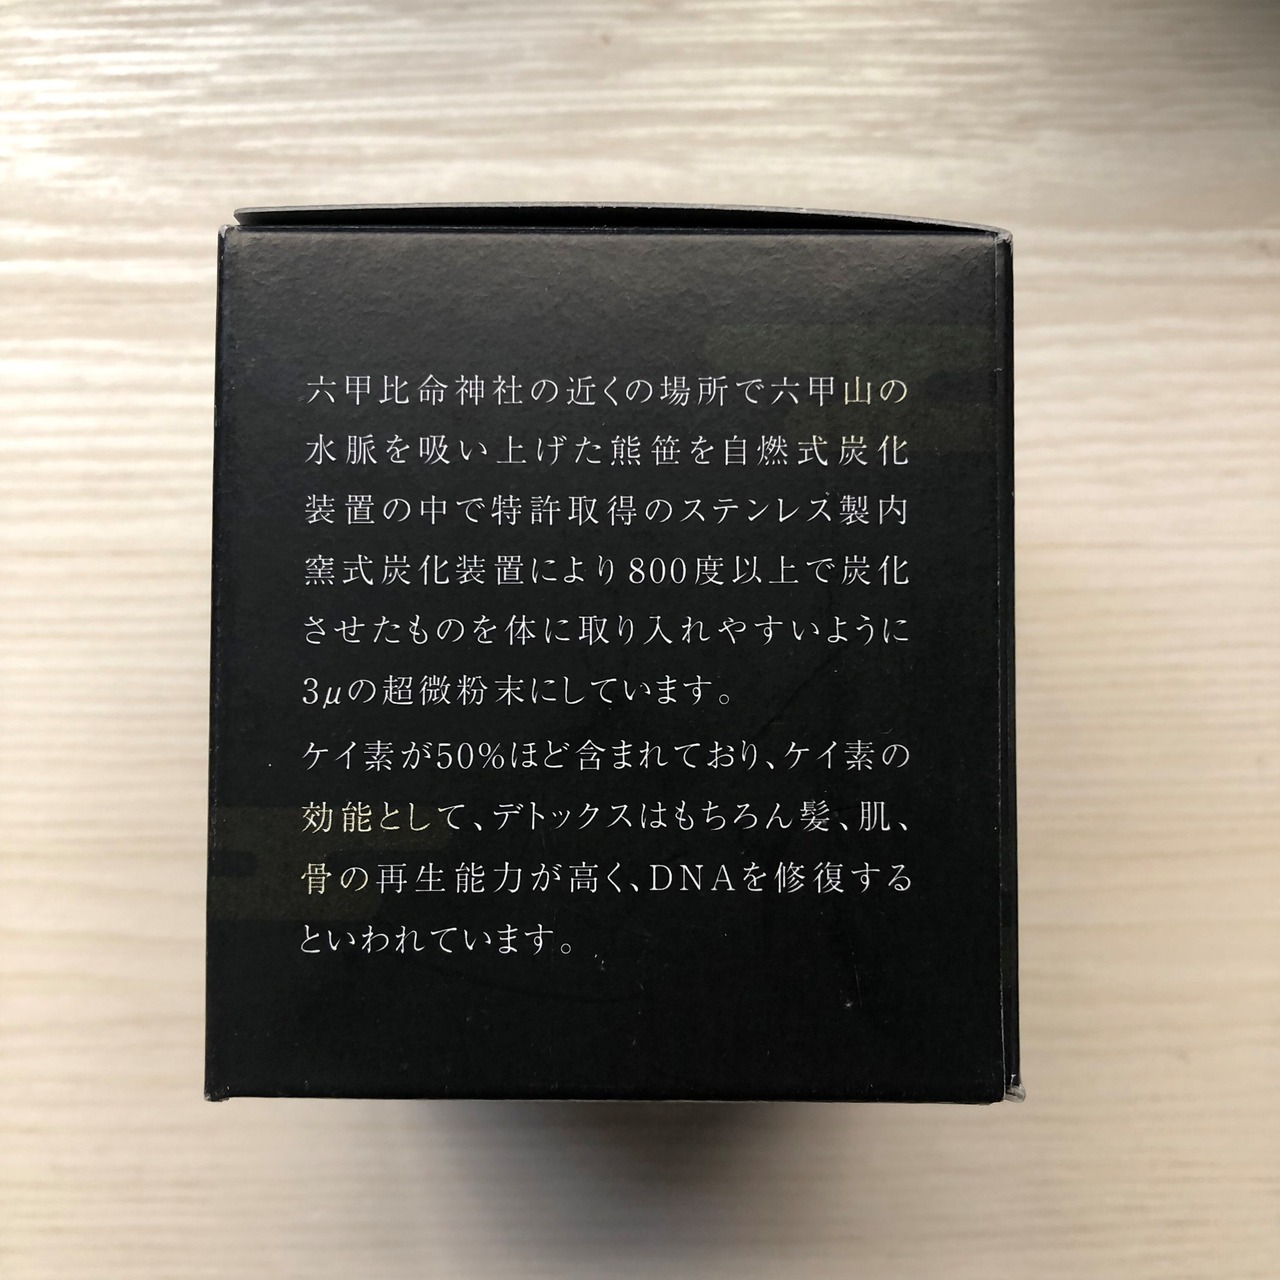 六甲比命神社の近くの場所で六甲山の
水脈を吸い上げた熊笹を自燃式炭化
装置の中で特許取得のステンレス製内
窯式炭化装置により800度以上で炭化
させたものを体に取り入れやすいように
3μの超微粉末にしています。
ケイ素が50%ほど含まれており、ケイ素の
効能として、デトックスはもちろん髪、肌、
骨の再生能力が高く、DNAを修復する
といわれています。